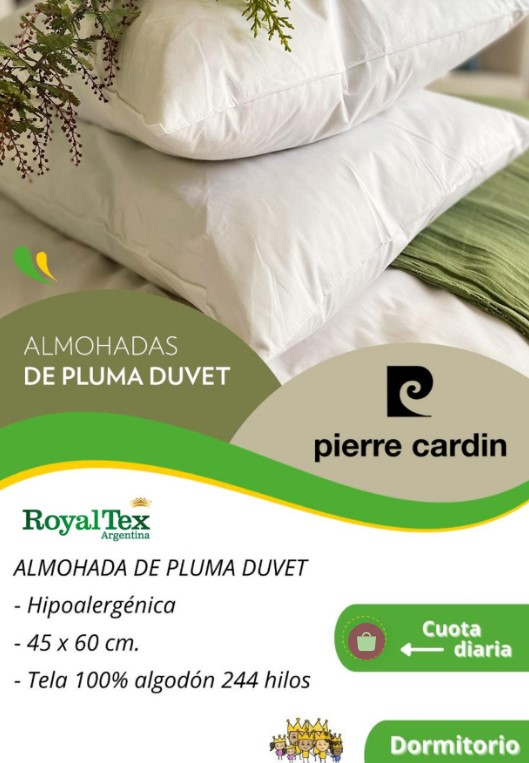 ALMOHADAS
DE PLUMA DUVET
pierre cardin
RoyalTex
Argentina
ALMOHADA DE PLUMA DUVET
- Hipoalergénica
- 45 x 60 cm.
- Tela 100% algodón 244 hilos
Cuota
diaria
Dormitorio